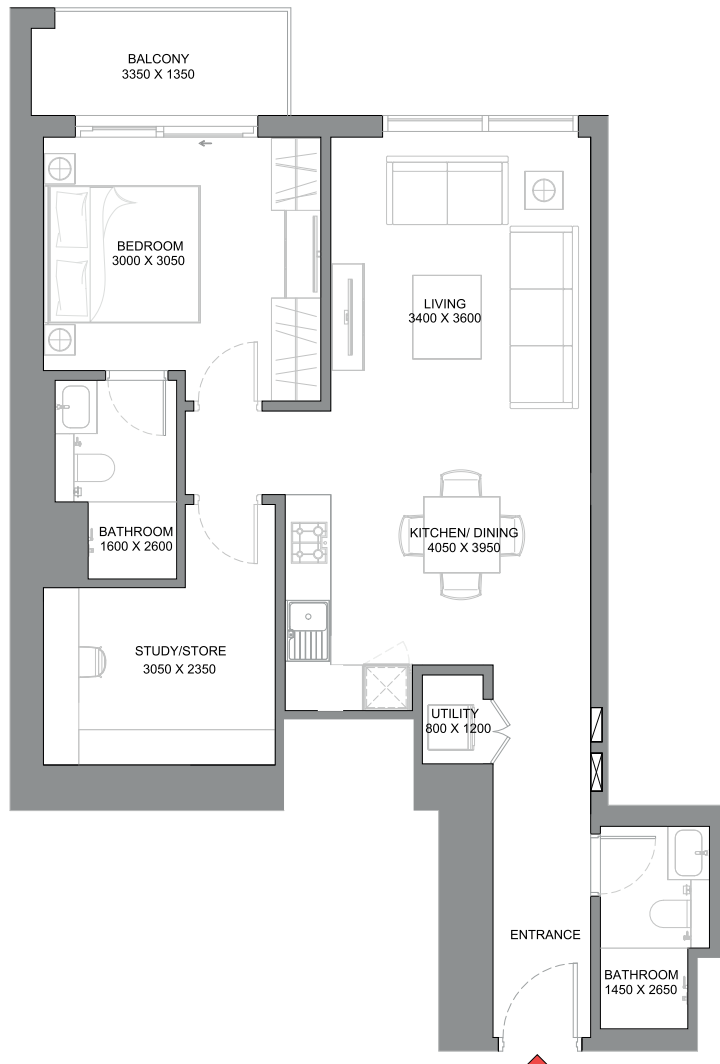 BALCONY
3350 X 1350
BEDROOM
3000 X 3050
LIVING
3400 X 3600
BATHROOM
1600 X 2600
KITCHEN/ DINING
4050 X 3950
STUDY/STORE
3050 X 2350
UTILITY
800 X 1200
ENTRANCE
BATHROOM
1450 X 2650